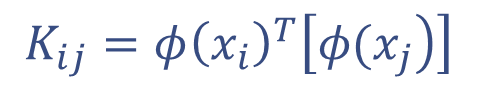 K_{ij} = ϕ(x_i)^T[ϕ(x_j)]